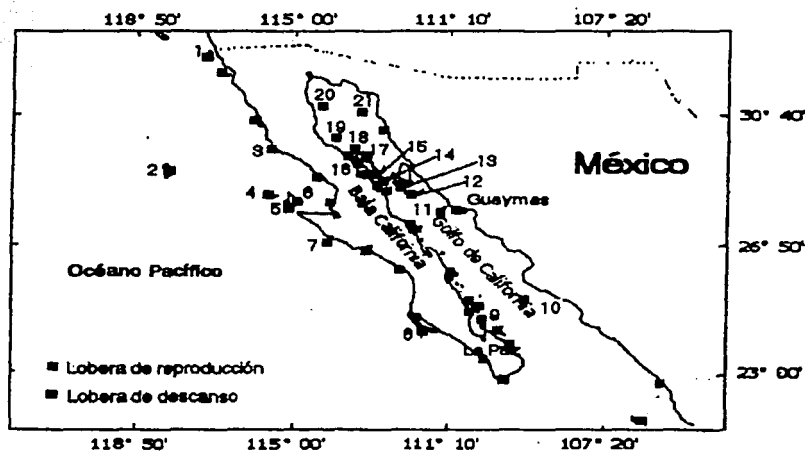 118° 50' 115° 00' 111° 10' 107° 20'
1
20 21
30° 40'
19 18 17 15 14 13
México
3
2
16
12
4 5 6
11
Guaymas
Baja California
Golfo de California
7
26° 50'
Océano Pacífico
10
9
8
La Paz
Lobera de reproducción
23° 00'
Lobera de descanso
118° 50' 115° 00' 111° 10' 107° 20'